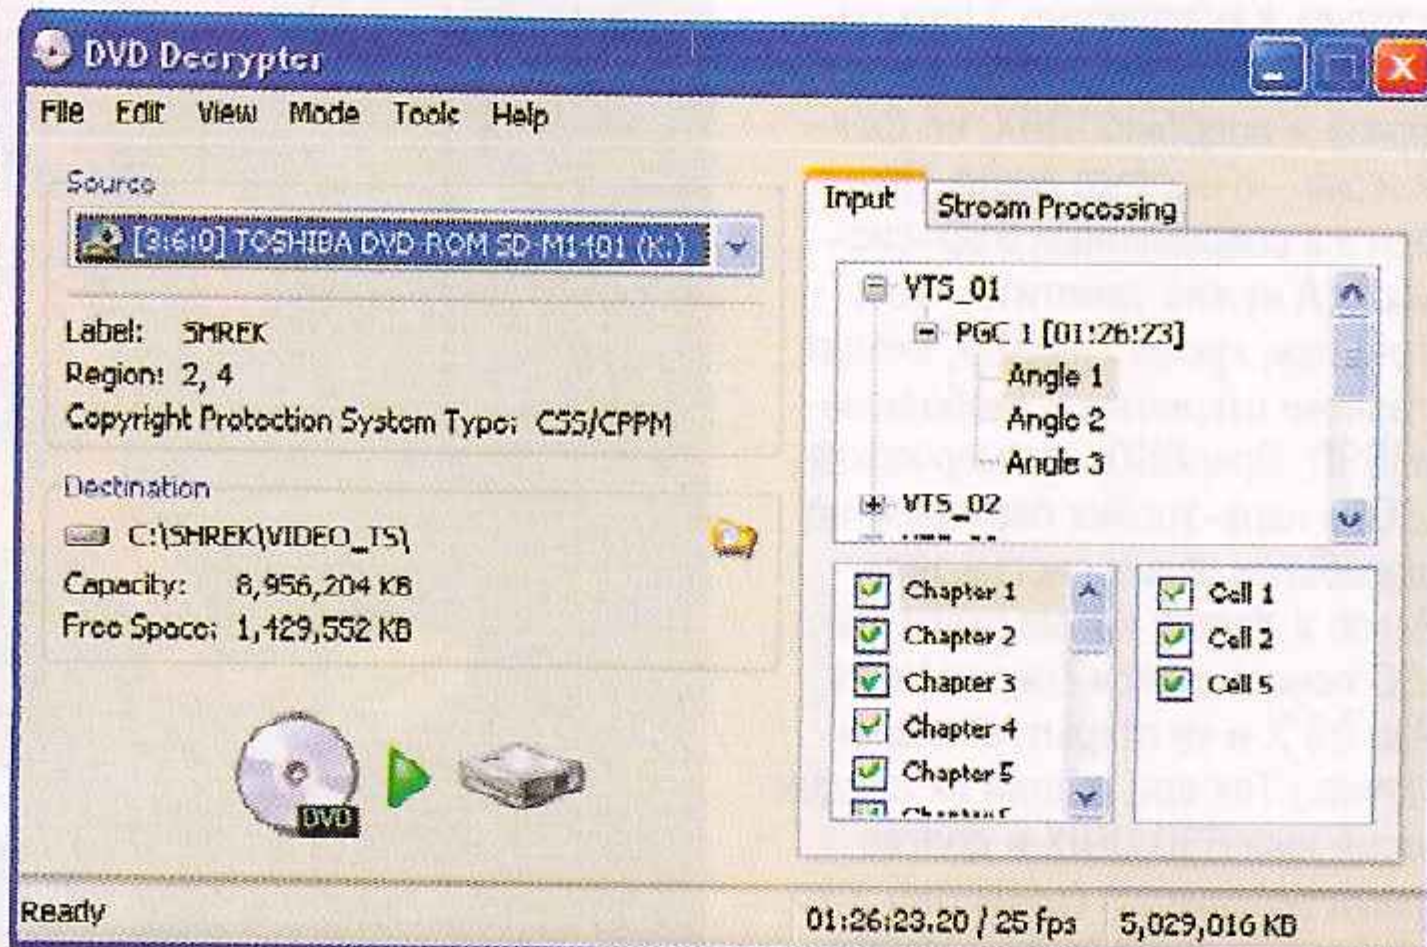 DVD Decrypter
File Edit View Mode Tools Help
Source
[3:6:0] TOSHIBA DVD-ROM SD-M1401 (K:)
Label: SHREK
Region: 2, 4
Copyright Protection System Type: CSS/CPPM
Destination
C:\SHREK\VIDEO_TS\
Capacity: 8,956,204 KB
Free Space: 1,429,552 KB
DVD
Input
Stream Processing
VTS_01
PGC 1 [01:26:23]
Angle 1
Angle 2
Angle 3
VTS_02
Chapter 1
Chapter 2
Chapter 3
Chapter 4
Chapter 5
Cell 1
Cell 2
Cell 5
Ready
01:26:23.20 / 25 fps
5,029,016 KB